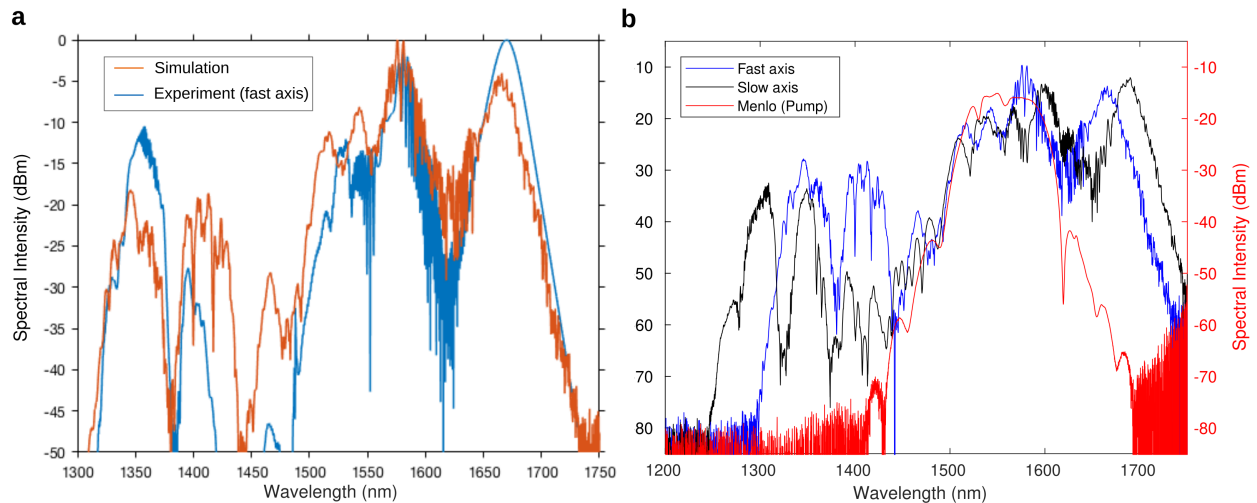 a
0
-5
-10
-15
-20
-25
-30
-35
-40
-45
-50
Spectral Intensity (dBm)
Simulation
Experiment (fast axis)
1300 1350 1400 1450 1500 1550 1600 1650 1700 1750
Wavelength (nm)
b
10
20
30
40
50
60
70
80
Fast axis
Slow axis
Menlo (Pump)
-10
-20
-30
-40
-50
-60
-70
-80
Spectral Intensity (dBm)
1200 1300 1400 1500 1600 1700
Wavelength (nm)